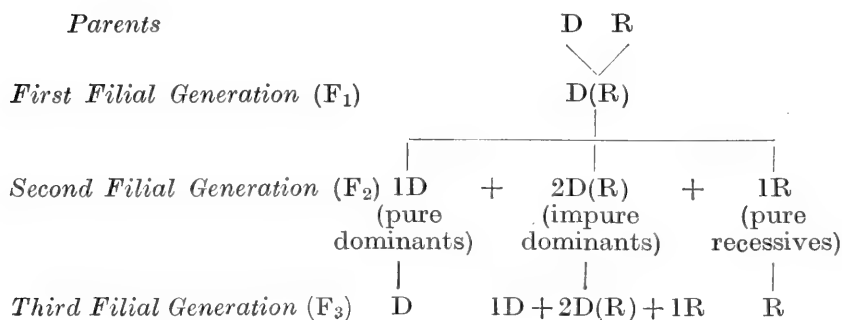 Parents D R
First Filial Generation (F₁) D(R)
Second Filial Generation (F₂) 1D + 2D(R) + 1R
(pure (impure (pure
dominants) dominants) recessives)
Third Filial Generation (F₃) D 1D + 2D(R) + 1R R